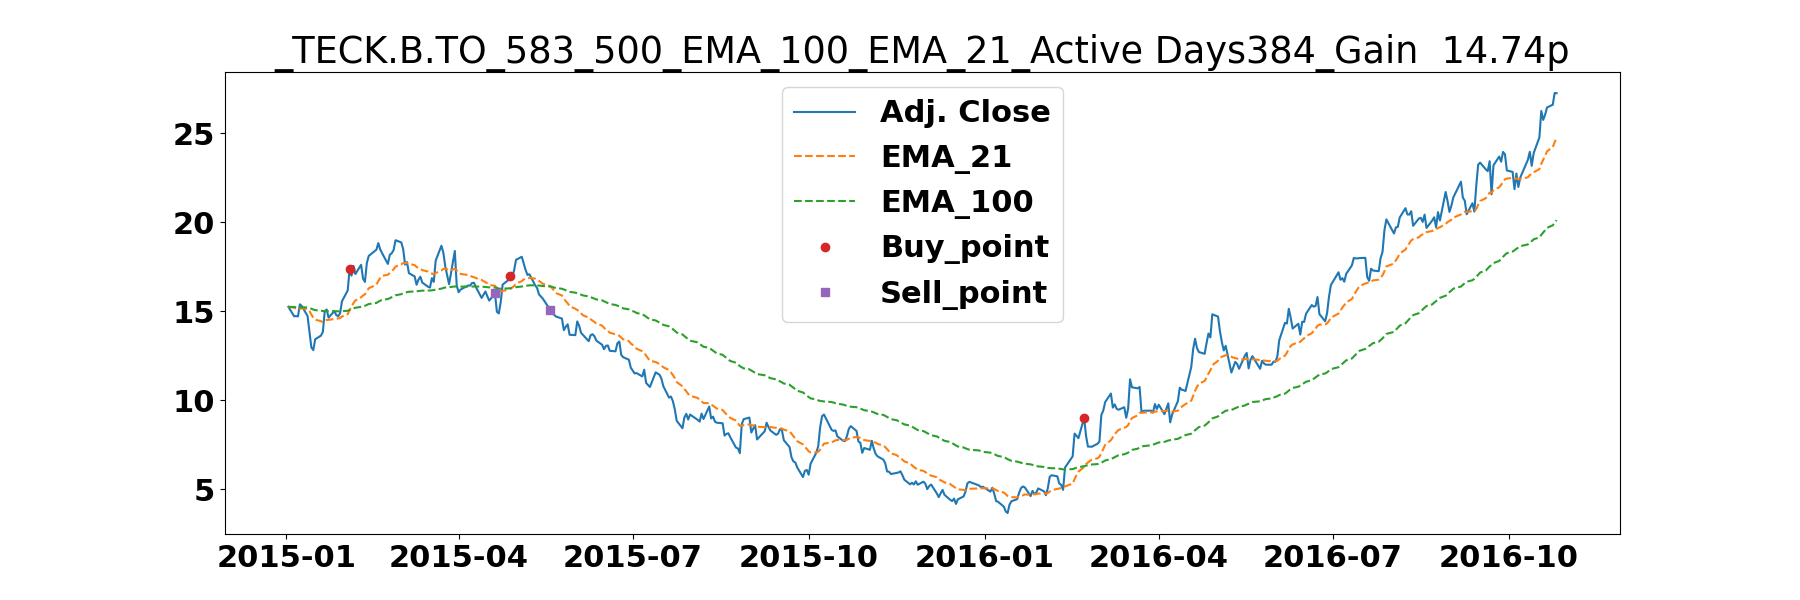 _TECK.B.TO_583_500_EMA_100_EMA_21_Active Days384_Gain  14.74p
Adj. Close
EMA_21
EMA_100
Buy_point
Sell_point
25
20
15
10
5
2015-01 2015-04 2015-07 2015-10 2016-01 2016-04 2016-07 2016-10